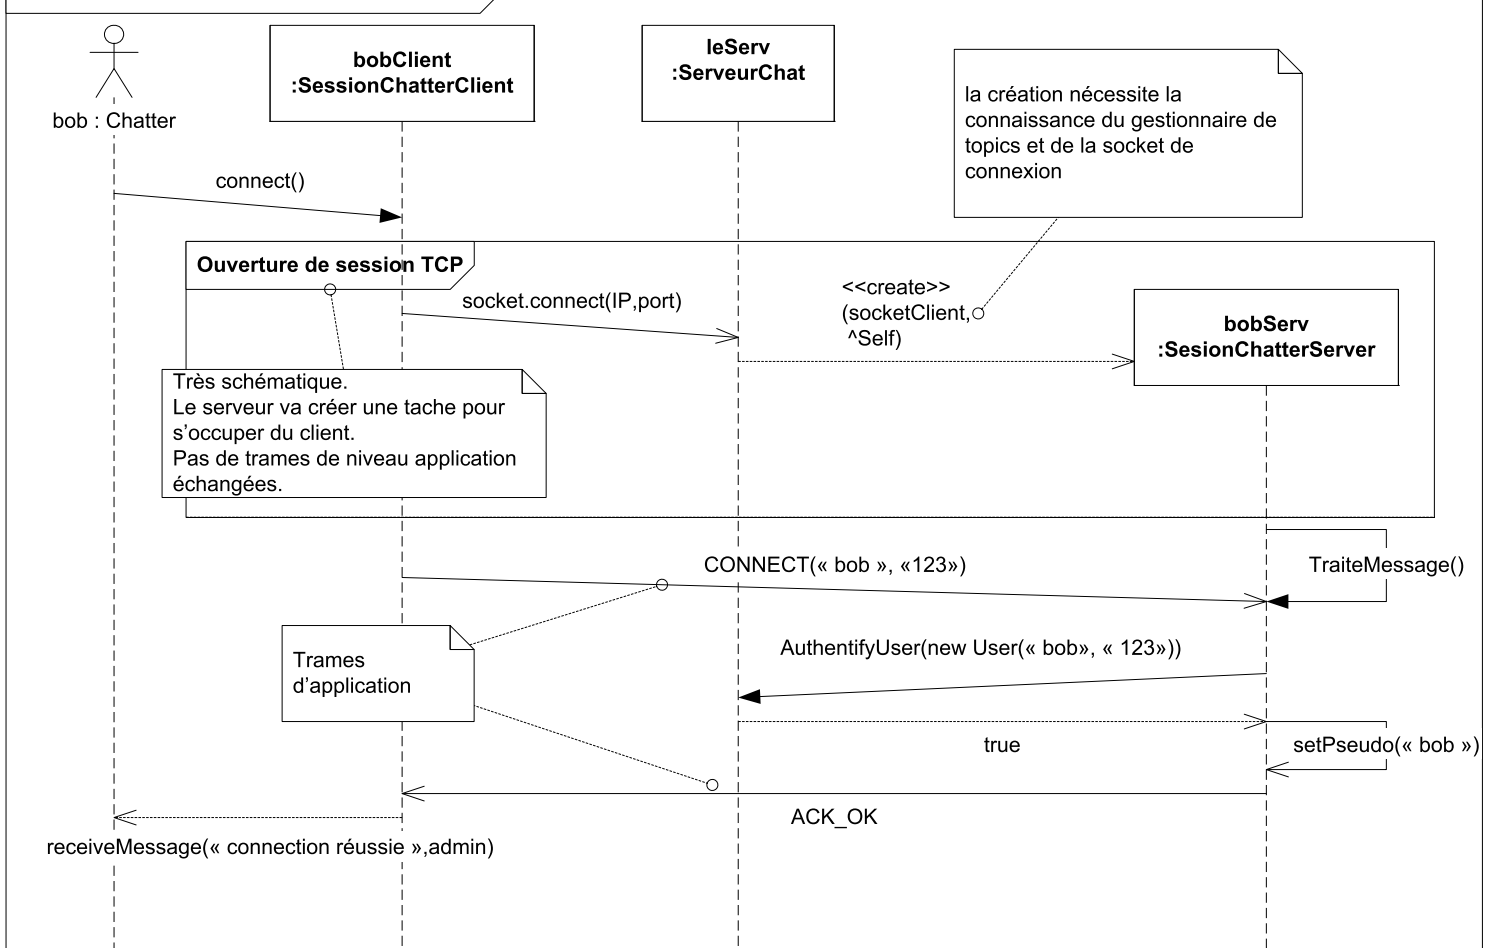 bobClient
:SessionChatterClient
leServ
:ServeurChat
la création nécessite la
connaissance du gestionnaire de
topics et de la socket de
connexion
bob : Chatter
connect()
Ouverture de session TCP
socket.connect(IP,port)
<<create>>
(socketClient,
^Self)
bobServ
:SesionChatterServer
Très schématique.
Le serveur va créer une tache pour
s’occuper du client.
Pas de trames de niveau application
échangées.
CONNECT(« bob », «123»)
TraiteMessage()
AuthentifyUser(new User(« bob», « 123»))
Trames
d’application
true
setPseudo(« bob »)
ACK_OK
receiveMessage(« connection réussie »,admin)